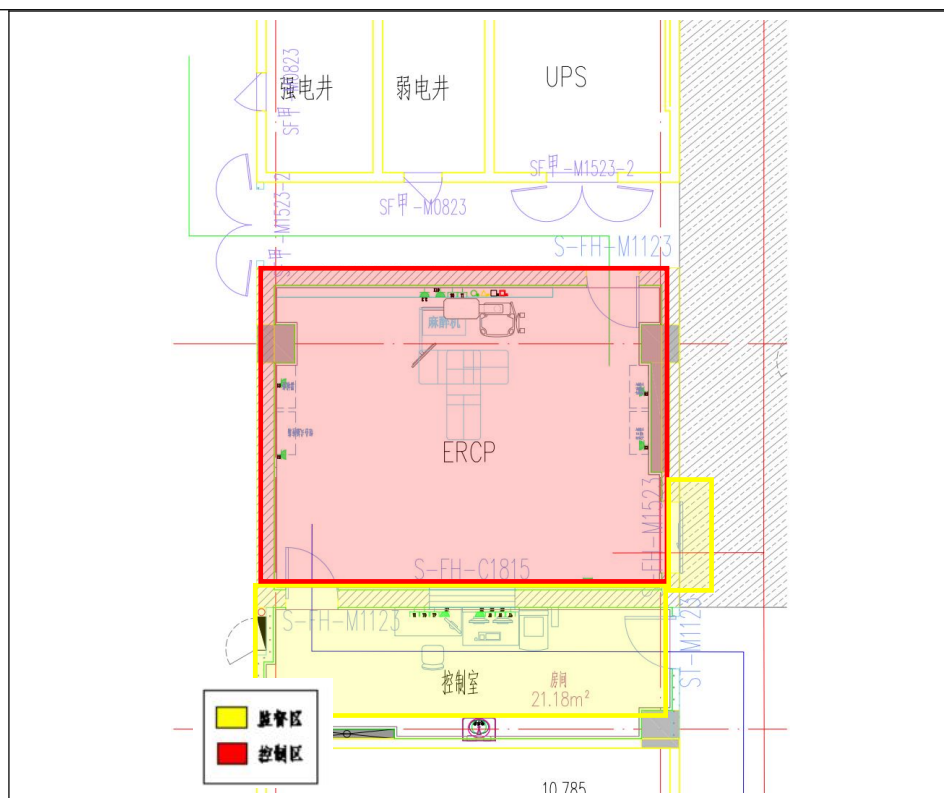 强电井
SF甲-M0823
弱电井
UPS
SF甲-M1523-2
SF甲-M0823
SF甲-M1523-2
S-FH-M1123
麻醉机
ERCP
S-FH-M1523
S-FH-C1815
S-FH-M1123
ST-M1123
控制室
房间
21.18m²
监督区
控制区
10.785